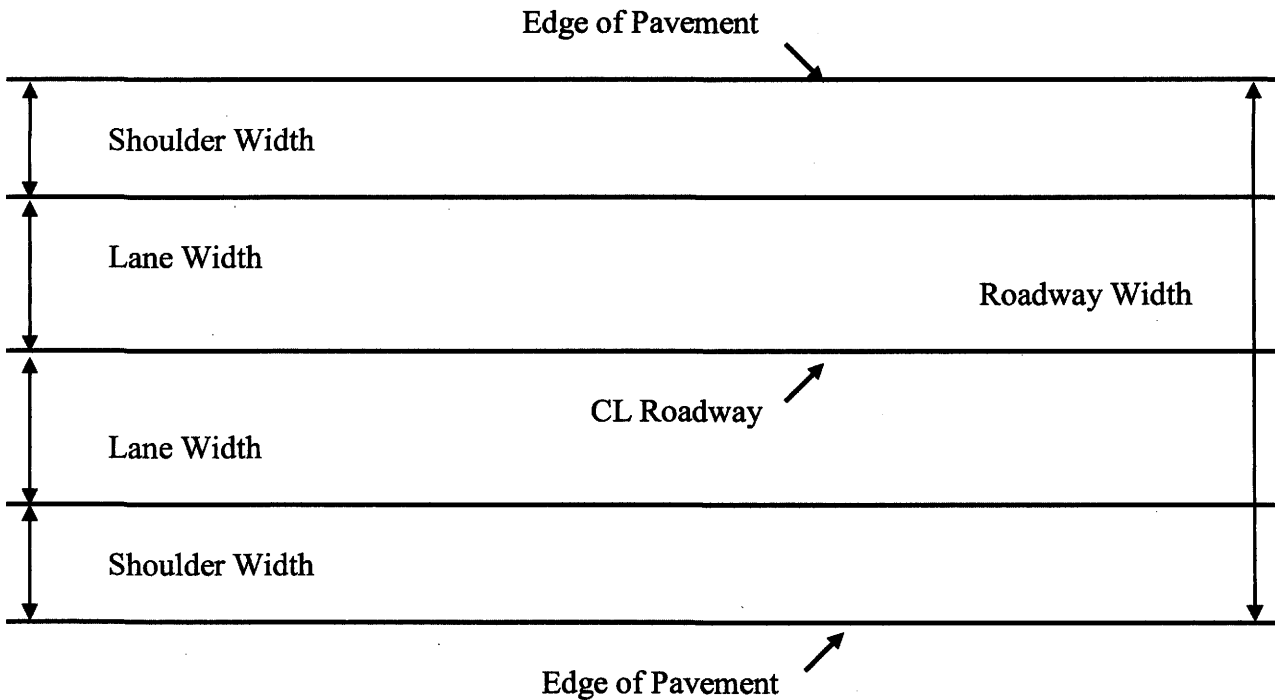 Edge of Pavement
Shoulder Width
Lane Width
Roadway Width
CL Roadway
Lane Width
Shoulder Width
Edge of Pavement